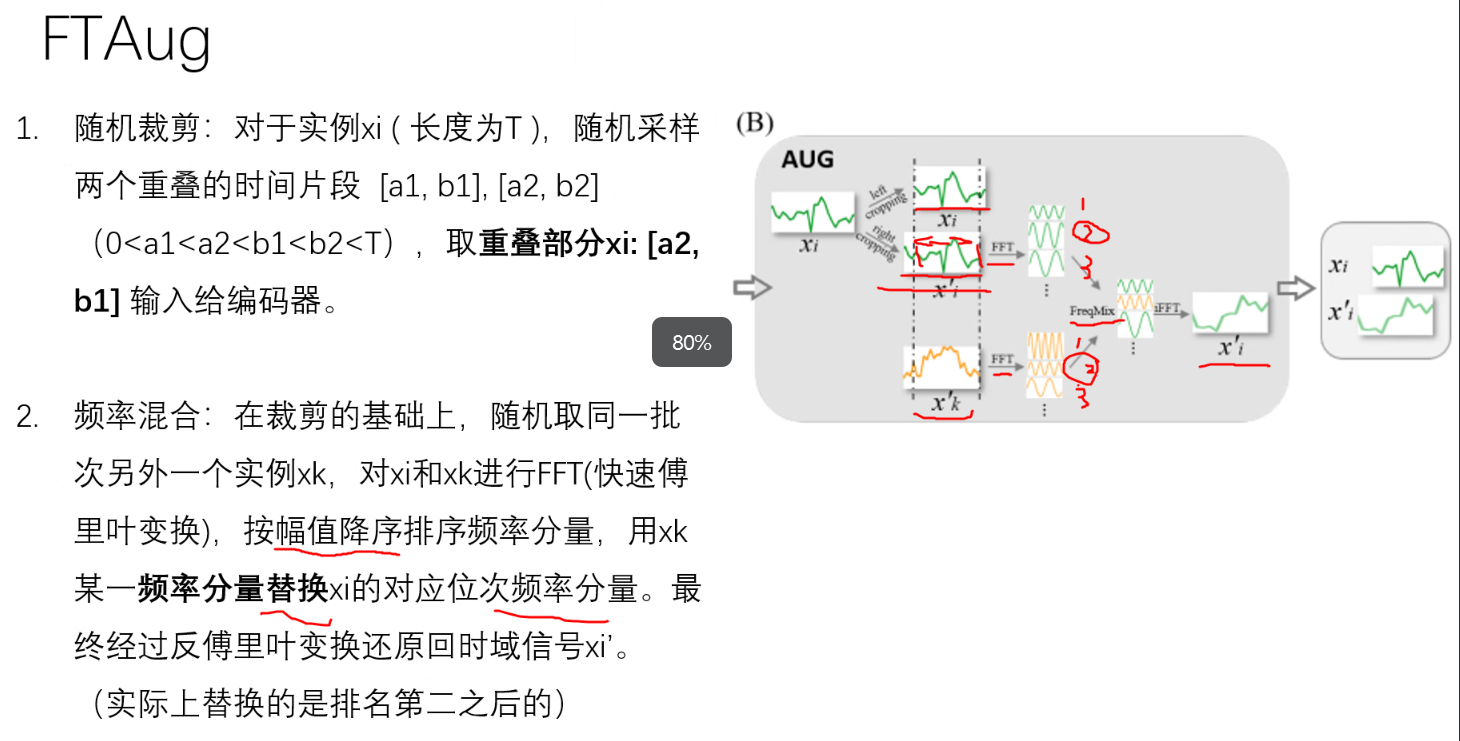 FTAug
1. 随机裁剪：对于实例xi ( 长度为T )，随机采样
两个重叠的时间片段 [a1, b1], [a2, b2]
（0<a1<a2<b1<b2<T），取重叠部分xi: [a2,
b1] 输入给编码器。
2. 频率混合：在裁剪的基础上，随机取同一批
次另外一个实例xk，对xi和xk进行FFT(快速傅
里叶变换)，按幅值降序排序频率分量，用xk
某一频率分量替换xi的对应位次频率分量。最
终经过反傅里叶变换还原回时域信号xi’。
（实际上替换的是排名第二之后的）
80%
(B)
AUG
xi
left
cropping
right
cropping
xi
x'i
x'k
FFT
FFT
1
2
3
1
2
3
FreqMix
iFFT
x'i
xi
x'i